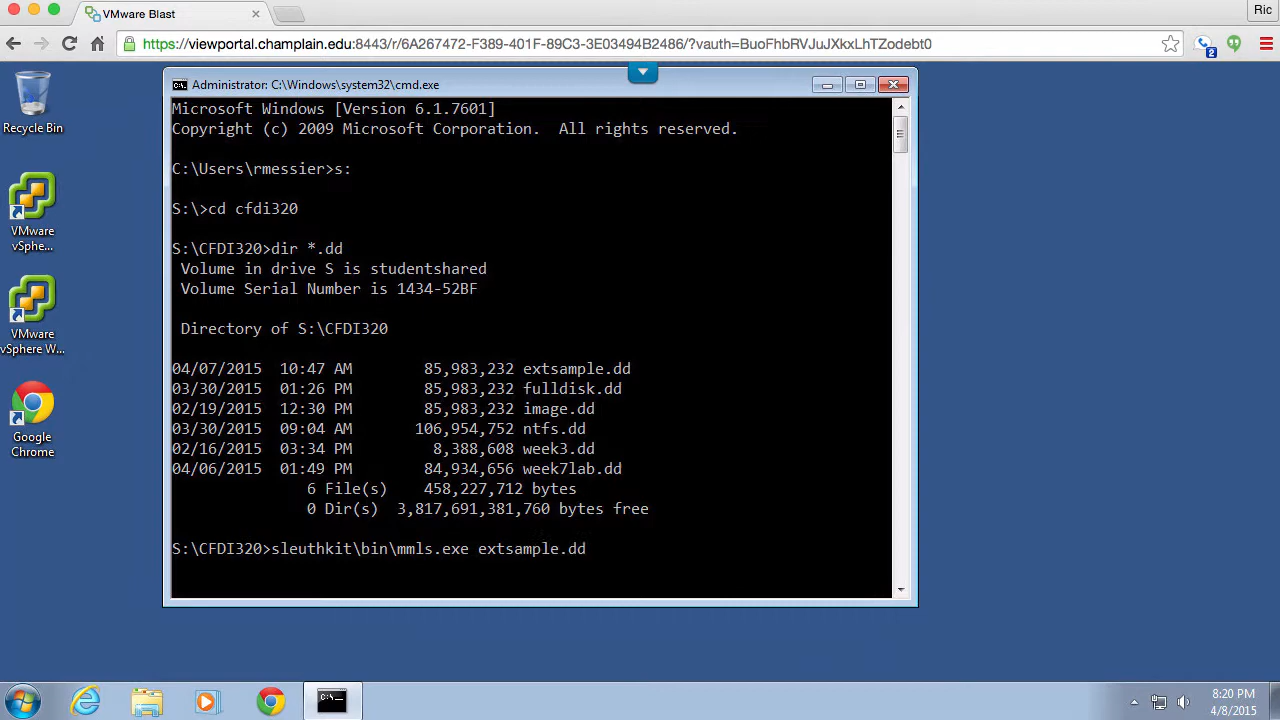 VMware Blast
Ric
https://viewportal.champlain.edu:8443/r/6A267472-F389-401F-89C3-3E03494B2486/?vauth=BuoFhbRVJuJXkxLhTZodebt0
2
Recycle Bin
VMware
vSphe...
VMware
vSphere W...
Google
Chrome
Administrator: C:\Windows\system32\cmd.exe
Microsoft Windows [Version 6.1.7601]
Copyright (c) 2009 Microsoft Corporation.  All rights reserved.
C:\Users\rmessier>s:
S:\>cd cfdi320
S:\CFDI320>dir *.dd
Volume in drive S is studentshared
Volume Serial Number is 1434-52BF
Directory of S:\CFDI320
04/07/2015  10:47 AM        85,983,232 extsample.dd
03/30/2015  01:26 PM        85,983,232 fulldisk.dd
02/19/2015  12:30 PM        85,983,232 image.dd
03/30/2015  09:04 AM       106,954,752 ntfs.dd
02/16/2015  03:34 PM         8,388,608 week3.dd
04/06/2015  01:49 PM        84,934,656 week7lab.dd
6 File(s)    458,227,712 bytes
0 Dir(s)  3,817,691,381,760 bytes free
S:\CFDI320>sleuthkit\bin\mmls.exe extsample.dd
C:\.
8:20 PM
4/8/2015